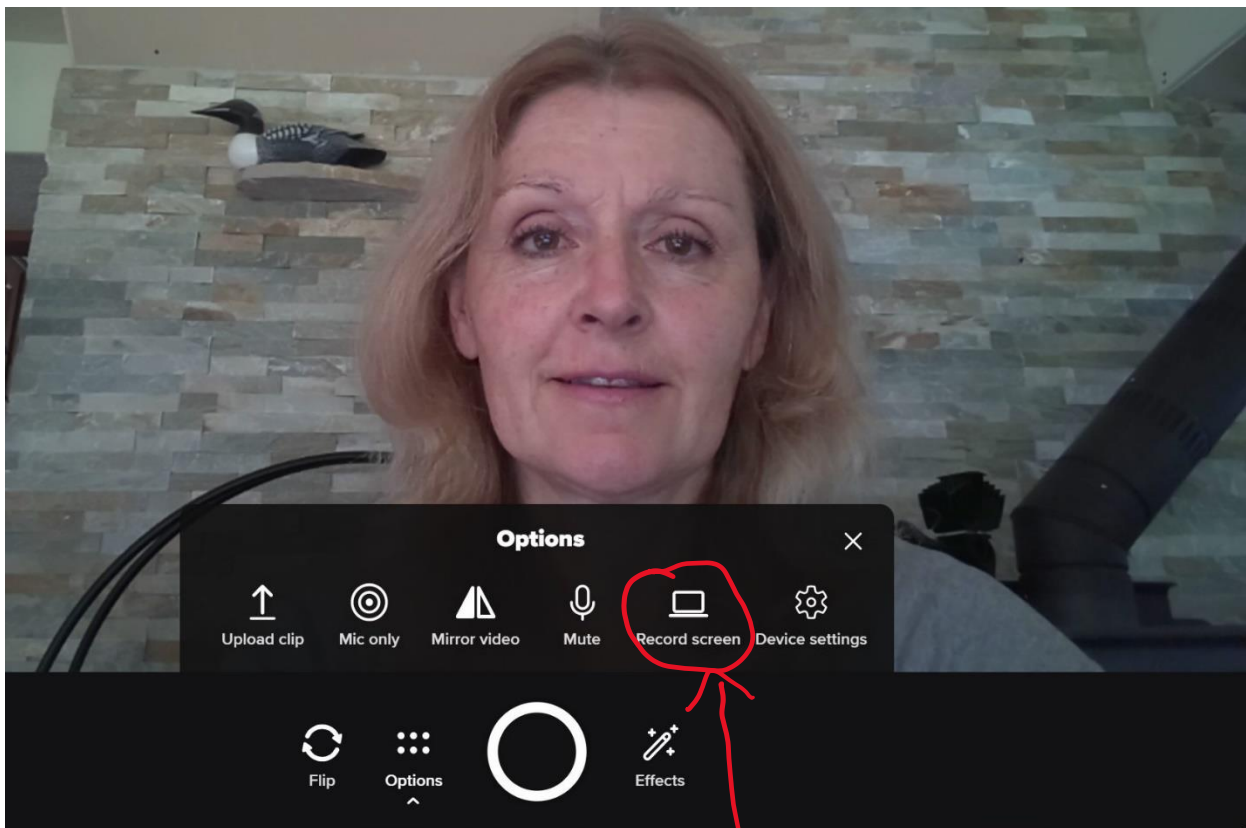 Options
Upload clip Mic only Mirror video Mute Record screen Device settings
Flip Options Effects